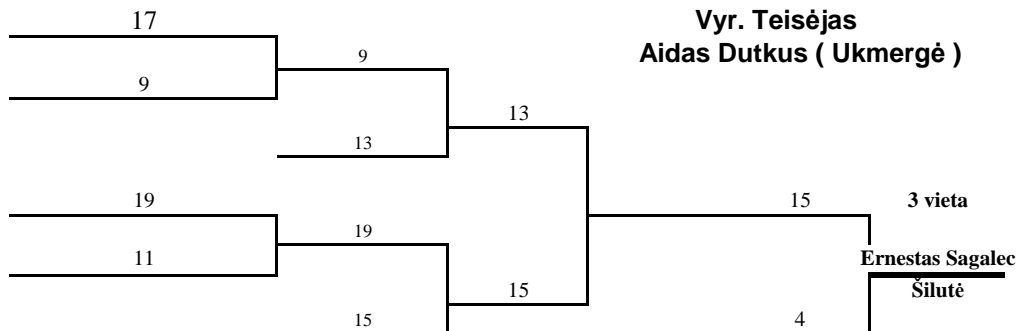 17
Vyr. Teisėjas
Aidas Dutkus ( Ukmergė )
9
9
13
13
19
15
3 vieta
19
11
Ernestas Sagalec
15
Šilutė
15
4